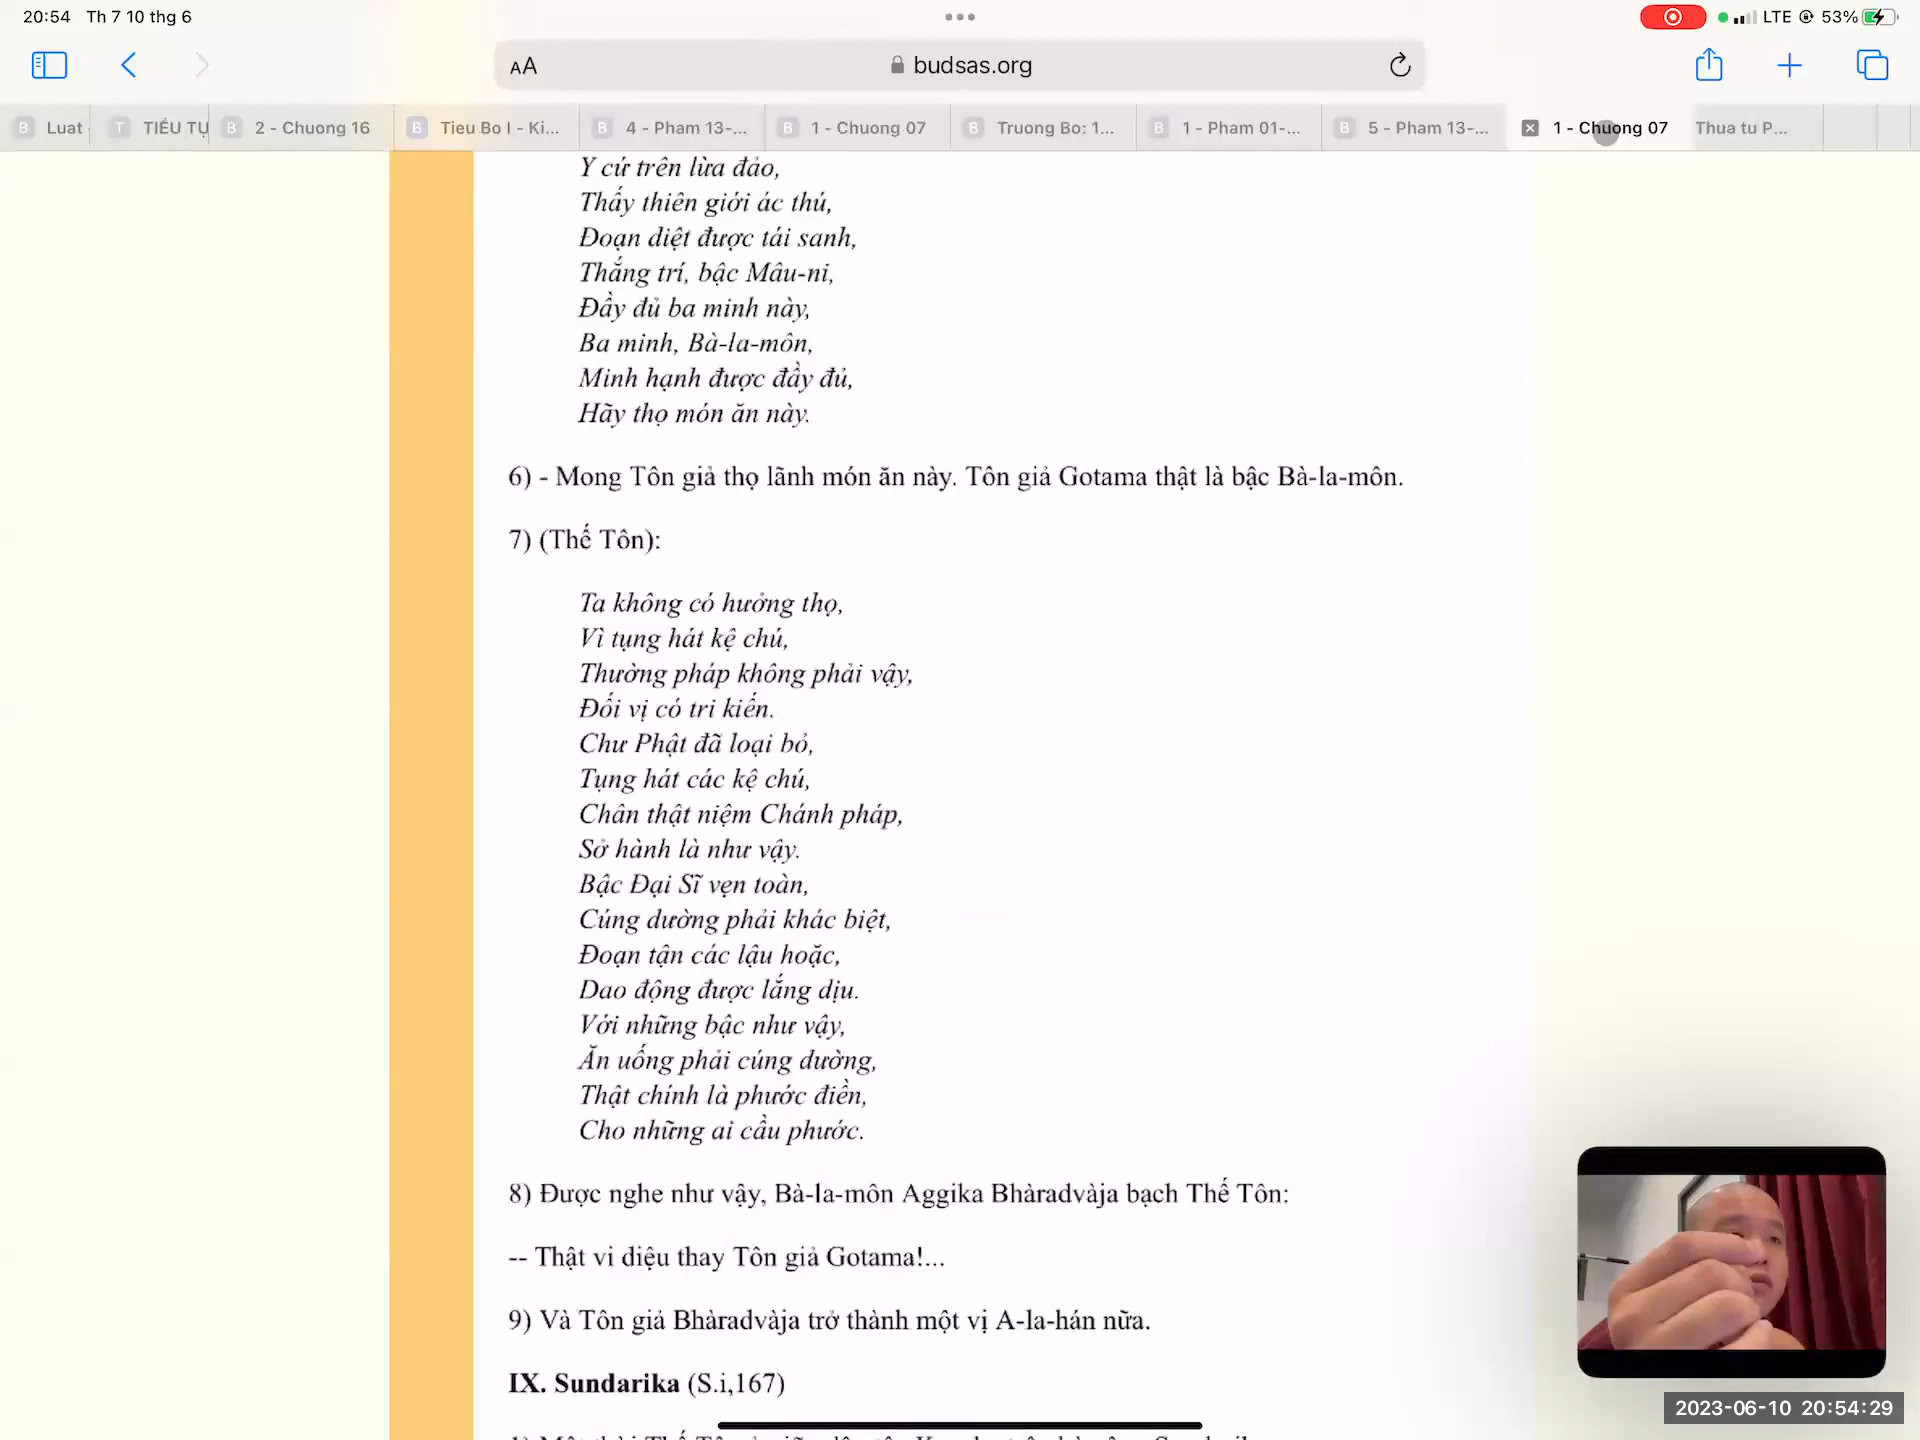 20:54 Th 7 10 thg 6
LTE 53%
AA budsas.org
Luat
TIỂU TỤ
2 - Chuong 16
Tieu Bo I - Ki...
4 - Pham 13-...
1 - Chuong 07
Truong Bo: 1...
1 - Pham 01-...
5 - Pham 13-...
1 - Chuong 07
Thua tu P...
Y cứ trên lừa đảo,
Thấy thiên giới ác thú,
Đoạn diệt được tái sanh,
Thắng trí, bậc Mâu-ni,
Đầy đủ ba minh này,
Ba minh, Bà-la-môn,
Minh hạnh được đầy đủ,
Hãy thọ món ăn này.
6) - Mong Tôn giả thọ lãnh món ăn này. Tôn giả Gotama thật là bậc Bà-la-môn.
7) (Thế Tôn):
Ta không có hưởng thọ,
Vì tụng hát kệ chú,
Thường pháp không phải vậy,
Đối vị có tri kiến.
Chư Phật đã loại bỏ,
Tụng hát các kệ chú,
Chân thật niệm Chánh pháp,
Sở hành là như vậy.
Bậc Đại Sĩ vẹn toàn,
Cúng dường phải khác biệt,
Đoạn tận các lậu hoặc,
Dao động được lắng dịu.
Với những bậc như vậy,
Ăn uống phải cúng dường,
Thật chính là phước điền,
Cho những ai cầu phước.
8) Được nghe như vậy, Bà-la-môn Aggika Bhàradvàja bạch Thế Tôn:
-- Thật vi diệu thay Tôn giả Gotama!...
9) Và Tôn giả Bhàradvàja trở thành một vị A-la-hán nữa.
IX. Sundarika (S.i,167)
2023-06-10 20:54:29